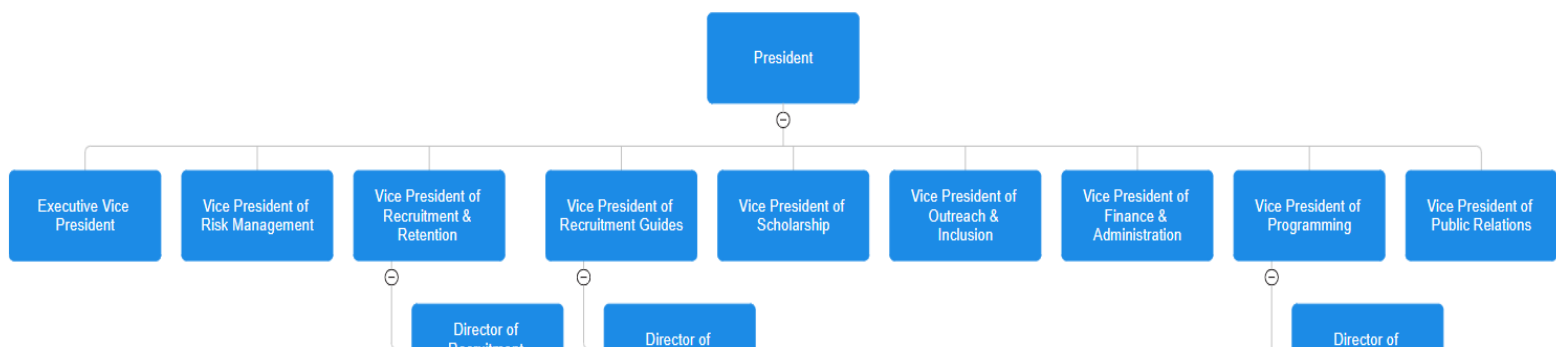 President
Executive Vice
President
Vice President of
Risk Management
Vice President of
Recruitment &
Retention
Vice President of
Recruitment Guides
Vice President of
Scholarship
Vice President of
Outreach &
Inclusion
Vice President of
Finance &
Administration
Vice President of
Programming
Vice President of
Public Relations
Director of
Recruitment
Director of
Director of